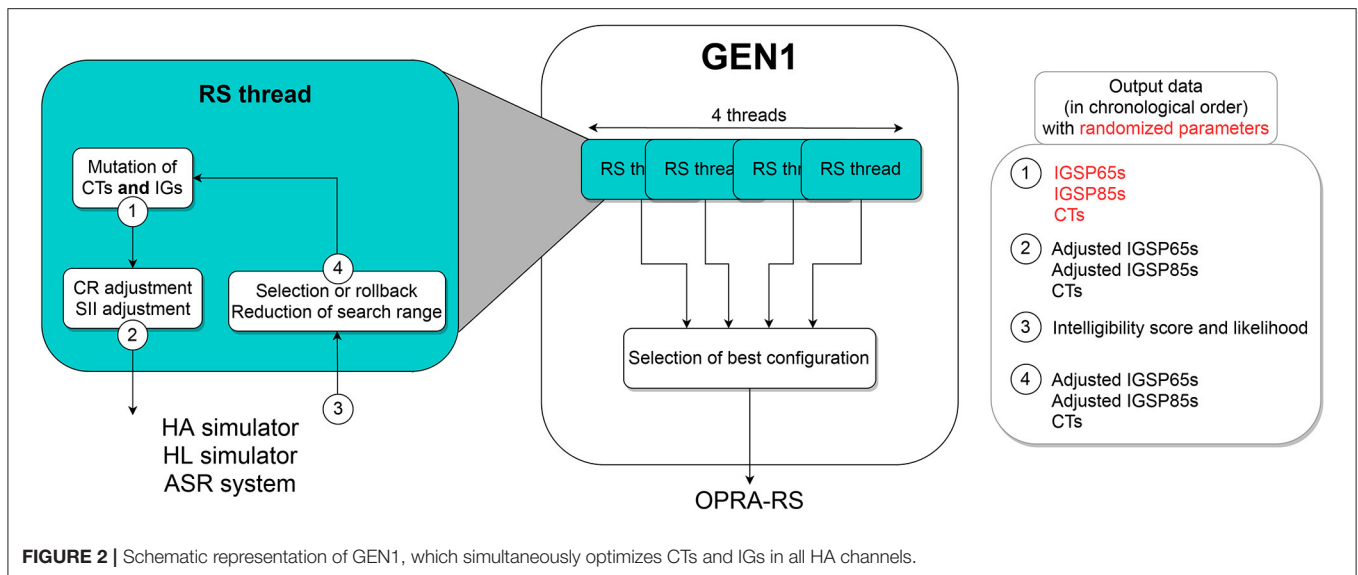 RS thread
Mutation of
CTs and IGs
1
CR adjustment
SII adjustment
2
4
Selection or rollback
Reduction of search range
3
HA simulator
HL simulator
ASR system
GEN1
4 threads
RS th
RS threa
RS thr
RS thread
Selection of best configuration
OPRA-RS
Output data
(in chronological order)
with randomized parameters
1
IGSP65s
IGSP85s
CTs
2
Adjusted IGSP65s
Adjusted IGSP85s
CTs
3 Intelligibility score and likelihood
4
Adjusted IGSP65s
Adjusted IGSP85s
CTs
FIGURE 2 | Schematic representation of GEN1, which simultaneously optimizes CTs and IGs in all HA channels.